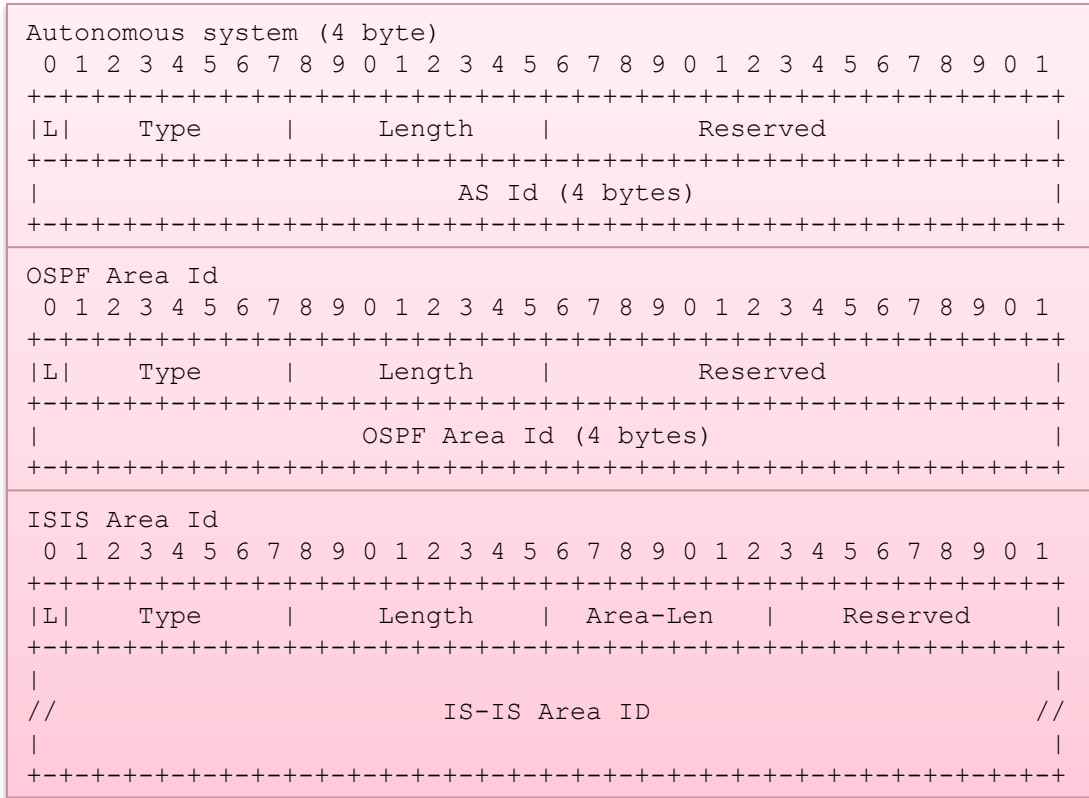 Autonomous system (4 byte)
 0 1 2 3 4 5 6 7 8 9 0 1 2 3 4 5 6 7 8 9 0 1 2 3 4 5 6 7 8 9 0 1
+-+-+-+-+-+-+-+-+-+-+-+-+-+-+-+-+-+-+-+-+-+-+-+-+-+-+-+-+-+-+-+-+
|L|    Type     |     Length    |         Reserved              |
+-+-+-+-+-+-+-+-+-+-+-+-+-+-+-+-+-+-+-+-+-+-+-+-+-+-+-+-+-+-+-+-+
|                          AS Id (4 bytes)                      |
+-+-+-+-+-+-+-+-+-+-+-+-+-+-+-+-+-+-+-+-+-+-+-+-+-+-+-+-+-+-+-+-+
OSPF Area Id
 0 1 2 3 4 5 6 7 8 9 0 1 2 3 4 5 6 7 8 9 0 1 2 3 4 5 6 7 8 9 0 1
+-+-+-+-+-+-+-+-+-+-+-+-+-+-+-+-+-+-+-+-+-+-+-+-+-+-+-+-+-+-+-+-+
|L|    Type     |     Length    |         Reserved              |
+-+-+-+-+-+-+-+-+-+-+-+-+-+-+-+-+-+-+-+-+-+-+-+-+-+-+-+-+-+-+-+-+
|                    OSPF Area Id (4 bytes)                     |
+-+-+-+-+-+-+-+-+-+-+-+-+-+-+-+-+-+-+-+-+-+-+-+-+-+-+-+-+-+-+-+-+
ISIS Area Id
 0 1 2 3 4 5 6 7 8 9 0 1 2 3 4 5 6 7 8 9 0 1 2 3 4 5 6 7 8 9 0 1
+-+-+-+-+-+-+-+-+-+-+-+-+-+-+-+-+-+-+-+-+-+-+-+-+-+-+-+-+-+-+-+-+
|L|    Type     |     Length    |  Area-Len   |    Reserved     |
+-+-+-+-+-+-+-+-+-+-+-+-+-+-+-+-+-+-+-+-+-+-+-+-+-+-+-+-+-+-+-+-+
|                                                               |
//                         IS-IS Area ID                       //
|                                                               |
+-+-+-+-+-+-+-+-+-+-+-+-+-+-+-+-+-+-+-+-+-+-+-+-+-+-+-+-+-+-+-+-+